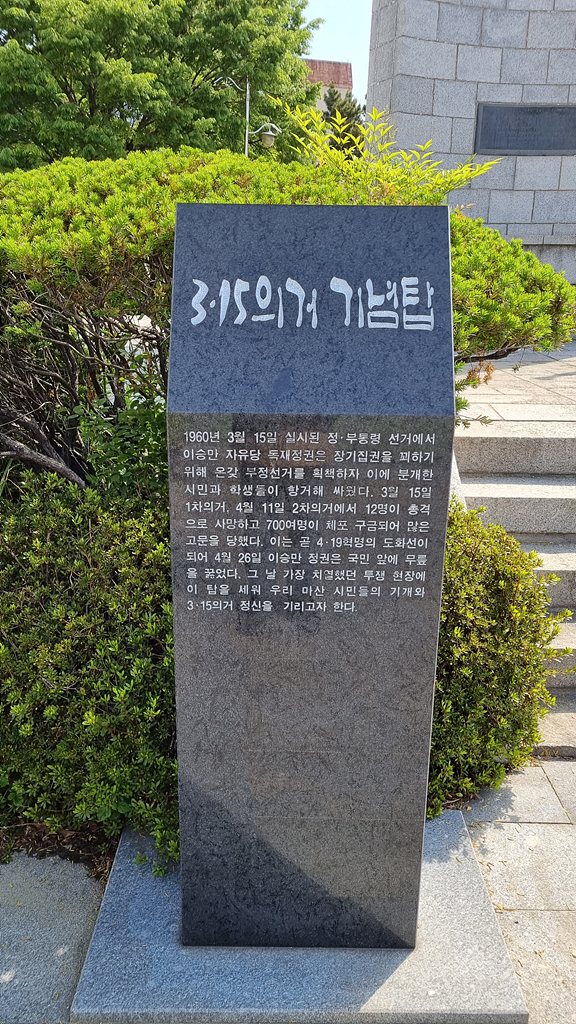 3·15의거 기념탑
1960년 3월 15일 실시된 정·부통령 선거에서
이승만 자유당 독재정권은 장기집권을 꾀하기
위해 온갖 부정선거를 획책하자 이에 분개한
시민과 학생들이 항거해 싸웠다. 3월 15일
1차의거, 4월 11일 2차의거에서 12명이 총격
으로 사망하고 700여명이 체포 구금되어 많은
고문을 당했다. 이는 곧 4·19혁명의 도화선이
되어 4월 26일 이승만 정권은 국민 앞에 무릎
을 꿇었다. 그 날 가장 치열했던 투쟁 현장에
이 탑을 세워 우리 마산 시민들의 기개와
3·15의거 정신을 기리고자 한다.